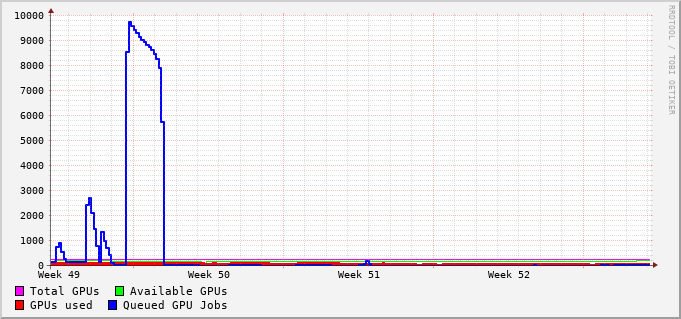 10000
9000
8000
7000
6000
5000
4000
3000
2000
1000
0
Week 49 Week 50 Week 51 Week 52
Total GPUs Available GPUs
GPUs used Queued GPU Jobs
RRDTOOL / TOBI OETIKER